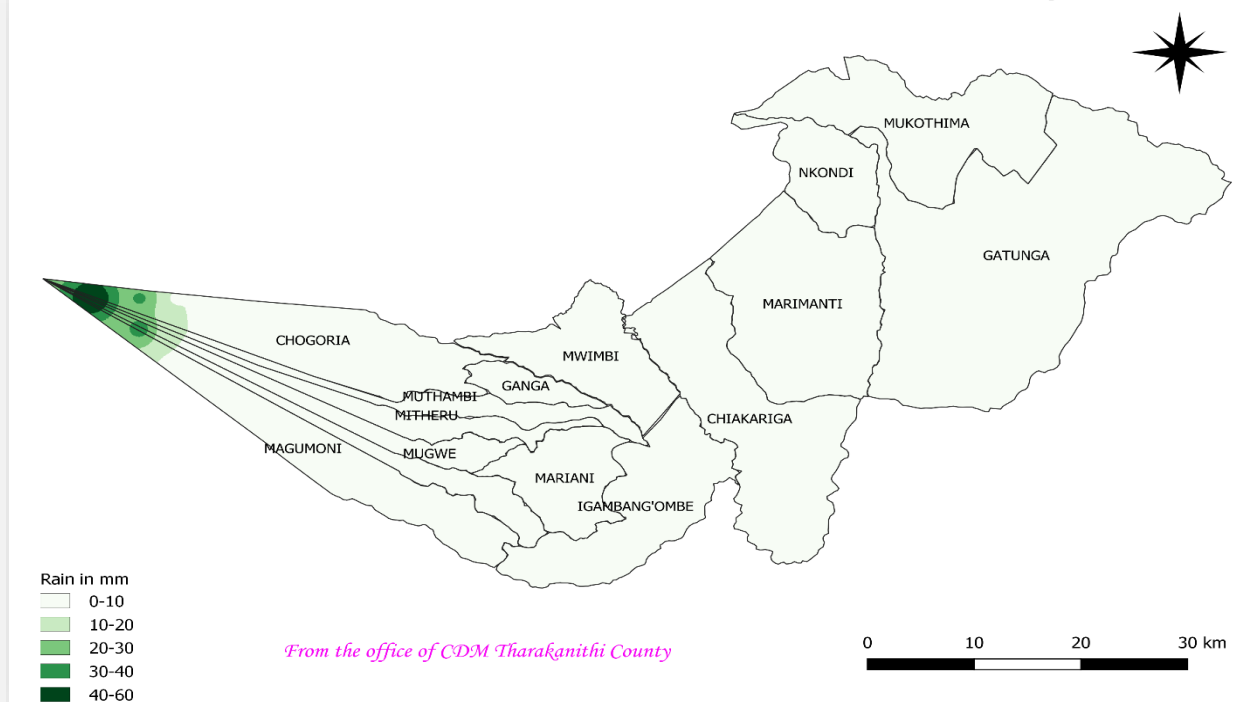 MUKOTHIMA
NKONDI
GATUNGA
MARIMANTI
CHOGORIA
MWIMBI
GANGA
MUTHAMBI
MITHERU
CHIAKARIGA
MAGUMONI
MUGWE
MARIANI
IGAMBANG'OMBE
Rain in mm
0-10
10-20
20-30
30-40
40-60
From the office of CDM Tharakanithi County
0 10 20 30 km